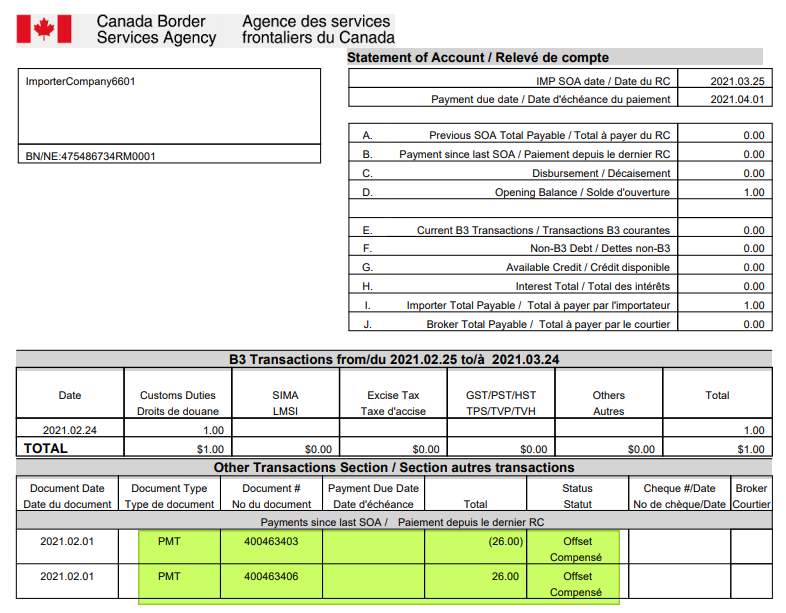 Canada Border Agence des services
Services Agency frontaliers du Canada
Statement of Account / Relevé de compte
ImporterCompany6601
BN/NE:475486734RM0001
IMP SOA date / Date du RC 2021.03.25
Payment due date / Date d'échéance du paiement 2021.04.01
A. Previous SOA Total Payable / Total à payer du RC 0.00
B. Payment since last SOA / Paiement depuis le dernier RC 0.00
C. Disbursement / Décaisement 0.00
D. Opening Balance / Solde d'ouverture 1.00
E. Current B3 Transactions / Transactions B3 courantes 0.00
F. Non-B3 Debt / Dettes non-B3 0.00
G. Available Credit / Crédit disponible 0.00
H. Interest Total / Total des intérêts 0.00
I. Importer Total Payable / Total à payer par l'importateur 1.00
J. Broker Total Payable / Total à payer par le courtier 0.00
B3 Transactions from/du 2021.02.25 to/à 2021.03.24
Date Customs Duties SIMA Excise Tax GST/PST/HST Others Total
Droits de douane LMSI Taxe d'accise TPS/TVP/TVH Autres
2021.02.24 1.00 1.00
TOTAL $1.00 $0.00 $0.00 $0.00 $0.00 $1.00
Other Transactions Section / Section autres transactions
Document Date Document Type Document # Payment Due Date Total Status Cheque #/Date Broker
Date du document Type de document No du document Date d'échéance Statut No de chèque/Date Courtier
Payments since last SOA / Paiement depuis le dernier RC
2021.02.01 PMT 400463403 (26.00) Offset
Compensé
2021.02.01 PMT 400463406 26.00 Offset
Compensé